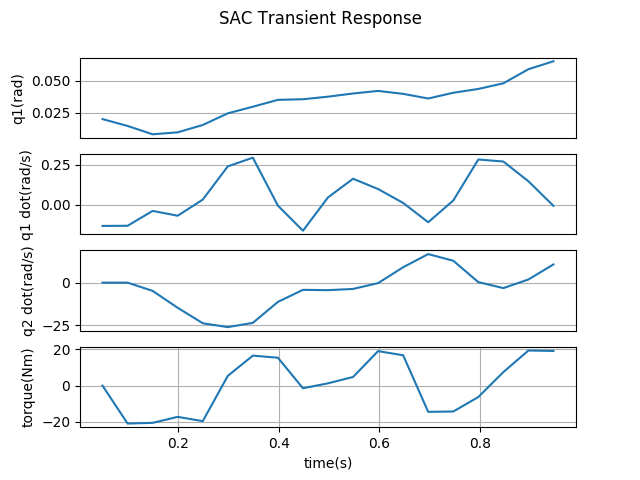 SAC Transient Response
q1(rad)
0.050
0.025
q1 dot(rad/s)
0.25
0.00
q2 dot(rad/s)
0
−25
torque(Nm)
20
0
−20
0.2 0.4 0.6 0.8
time(s)